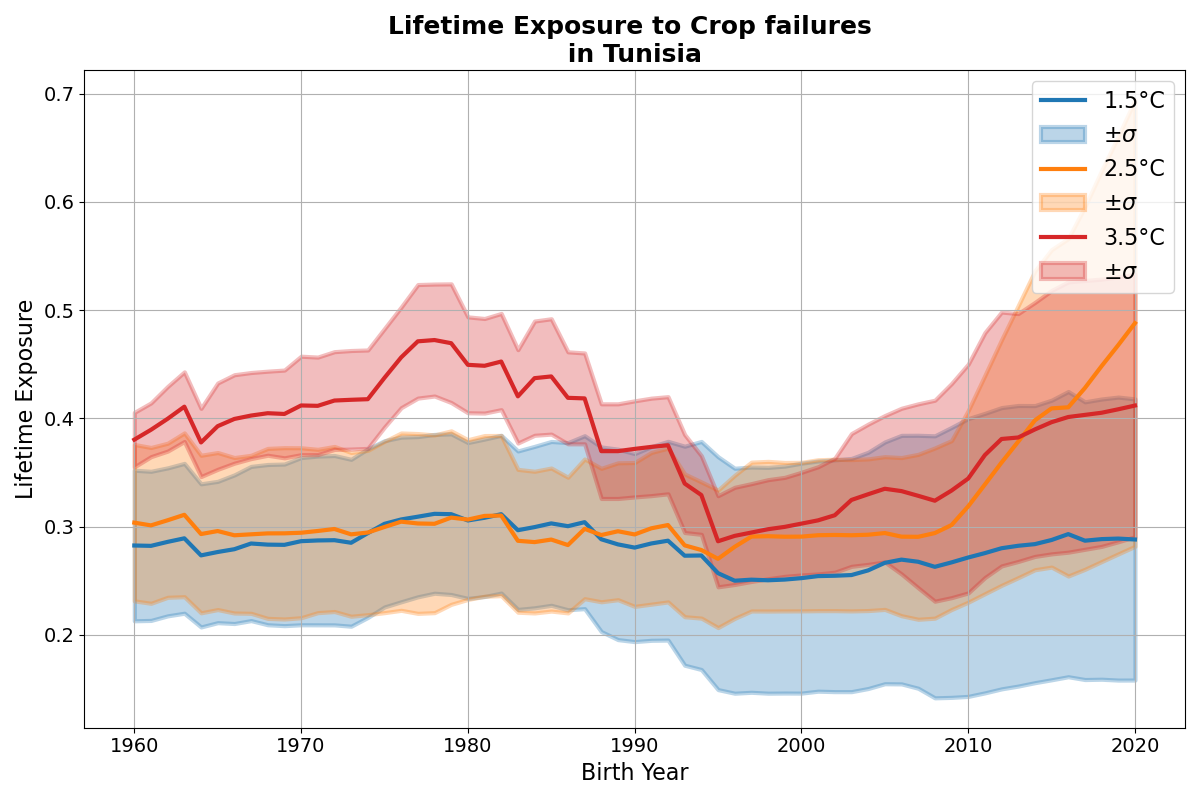 Lifetime Exposure to Crop failures
in Tunisia
0.7
0.6
0.5
0.4
0.3
0.2
Lifetime Exposure
1.5°C
±σ
2.5°C
±σ
3.5°C
±σ
1960 1970 1980 1990 2000 2010 2020
Birth Year